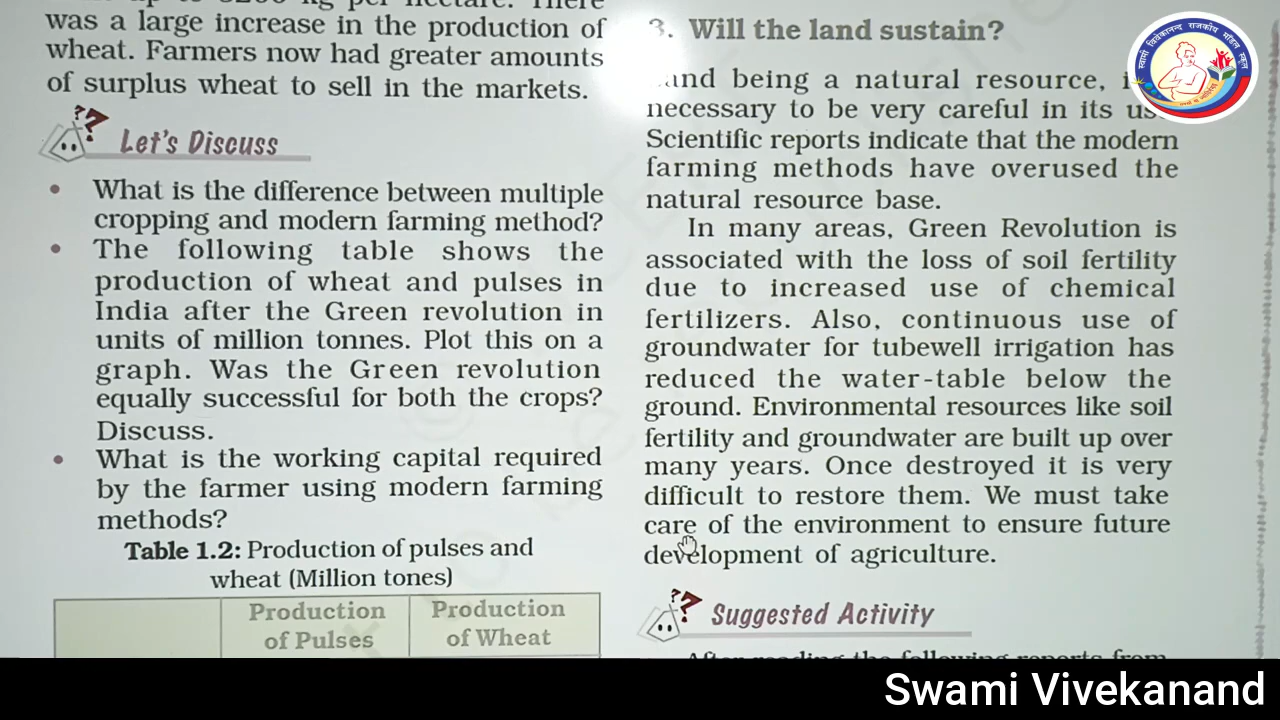 was a large increase in the production of
wheat. Farmers now had greater amounts
of surplus wheat to sell in the markets.
Let's Discuss
• What is the difference between multiple
cropping and modern farming method?
• The following table shows the
production of wheat and pulses in
India after the Green revolution in
units of million tonnes. Plot this on a
graph. Was the Green revolution
equally successful for both the crops?
Discuss.
• What is the working capital required
by the farmer using modern farming
methods?
Table 1.2: Production of pulses and
wheat (Million tones)
Production
of Pulses
Production
of Wheat
3. Will the land sustain?
being a natural resource,
necessary to be very careful in its
Scientific reports indicate that the modern
farming methods have overused the
natural resource base.
In many areas, Green Revolution is
associated with the loss of soil fertility
due to increased use of chemical
fertilizers. Also, continuous use of
groundwater for tubewell irrigation has
reduced the water-table below the
ground. Environmental resources like soil
fertility and groundwater are built up over
many years. Once destroyed it is very
difficult to restore them. We must take
care of the environment to ensure future
development of agriculture.
Suggested Activity
After reading the following reports from
स्वामी विवेकानन्द राजकीय मॉडल स्कूल
Swami Vivekanand